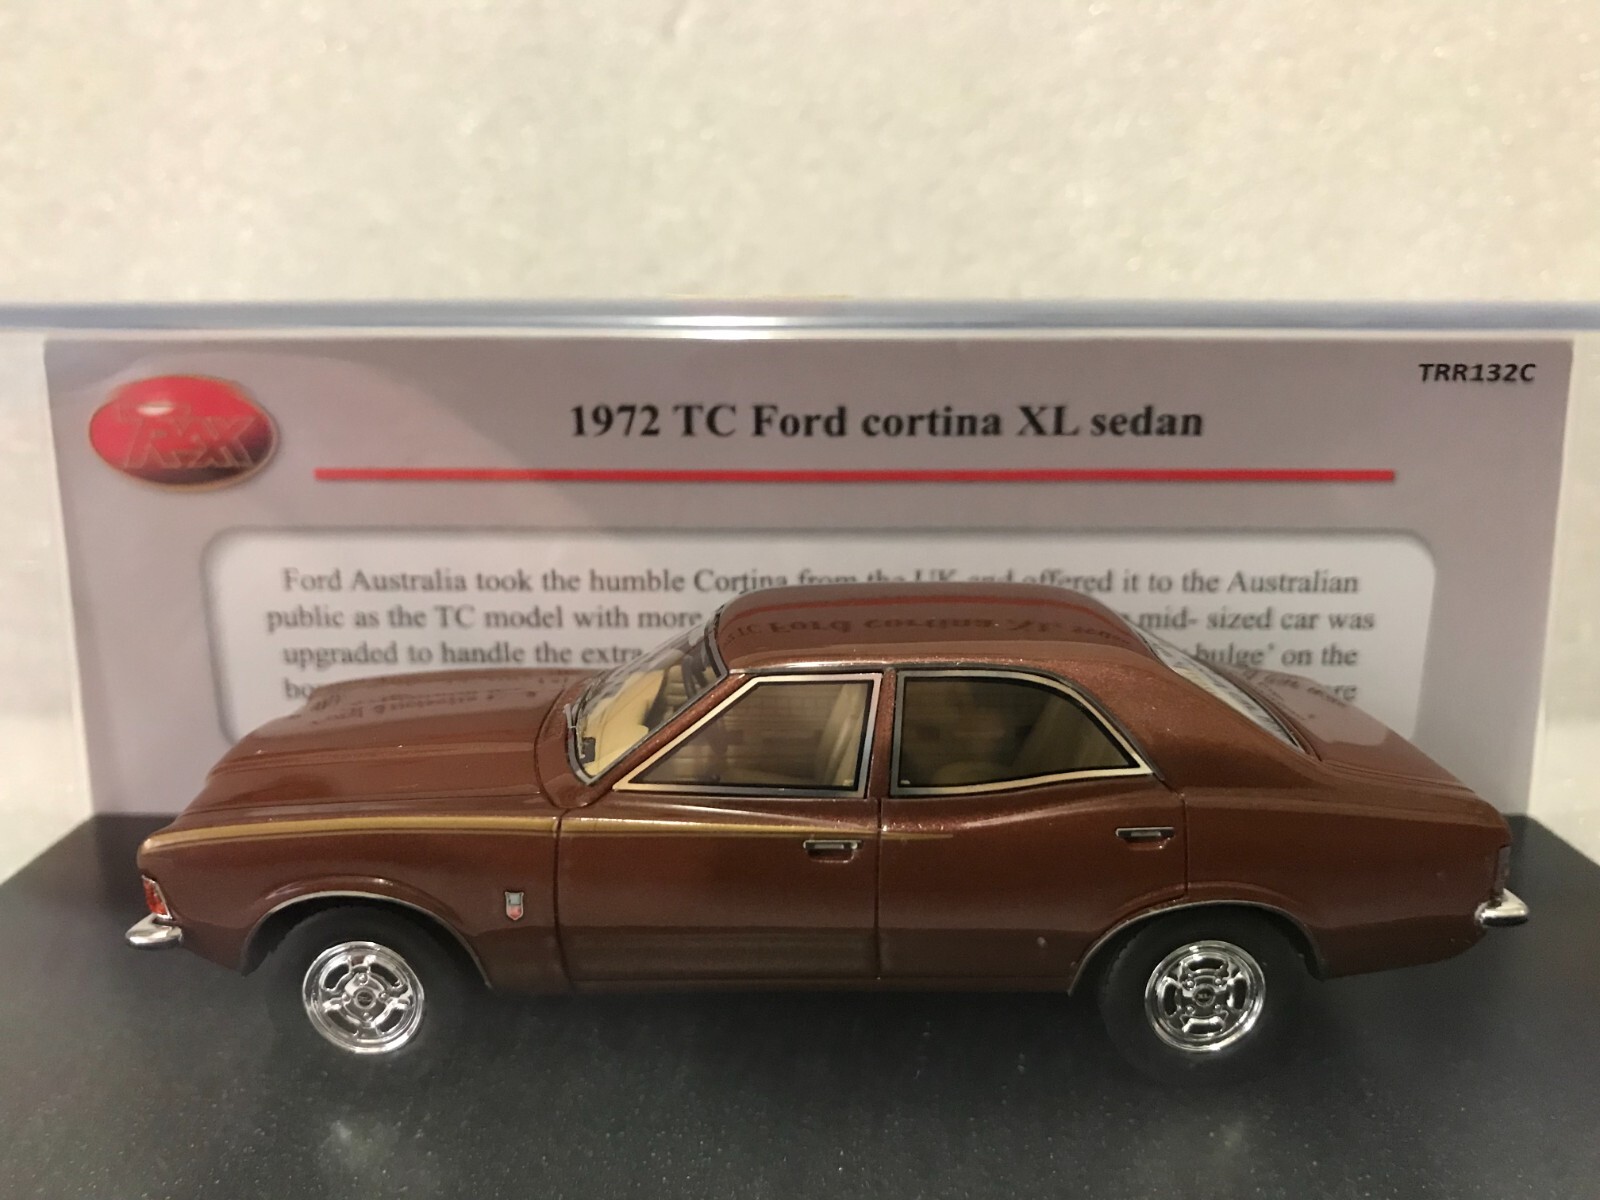 Trax
TRR132C
1972 TC Ford cortina XL sedan
Ford Australia took the humble Cortina from the UK and offered it to the Australian
public as the TC model with more mid- sized car was
upgraded to handle the extra bulge' on the